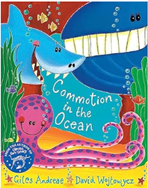 Commotion
in the
Ocean
Giles Andreae David Wojtowycz